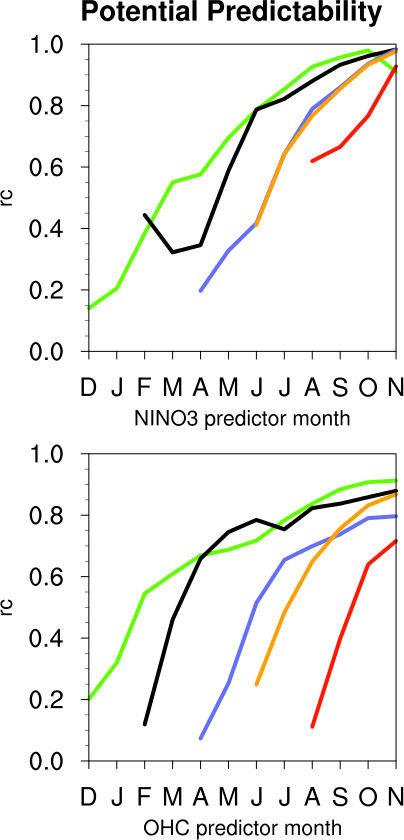 Potential Predictability
1.0
0.8
0.6
0.4
0.2
0.0
rc
D J F M A M J J A S O N
NINO3 predictor month
1.0
0.8
0.6
0.4
0.2
0.0
rc
D J F M A M J J A S O N
OHC predictor month